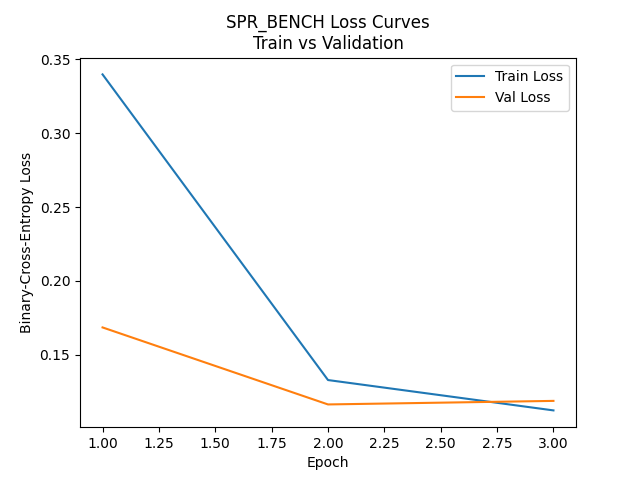 SPR_BENCH Loss Curves
Train vs Validation
Train Loss
Val Loss
Binary-Cross-Entropy Loss
0.35
0.30
0.25
0.20
0.15
1.00 1.25 1.50 1.75 2.00 2.25 2.50 2.75 3.00
Epoch